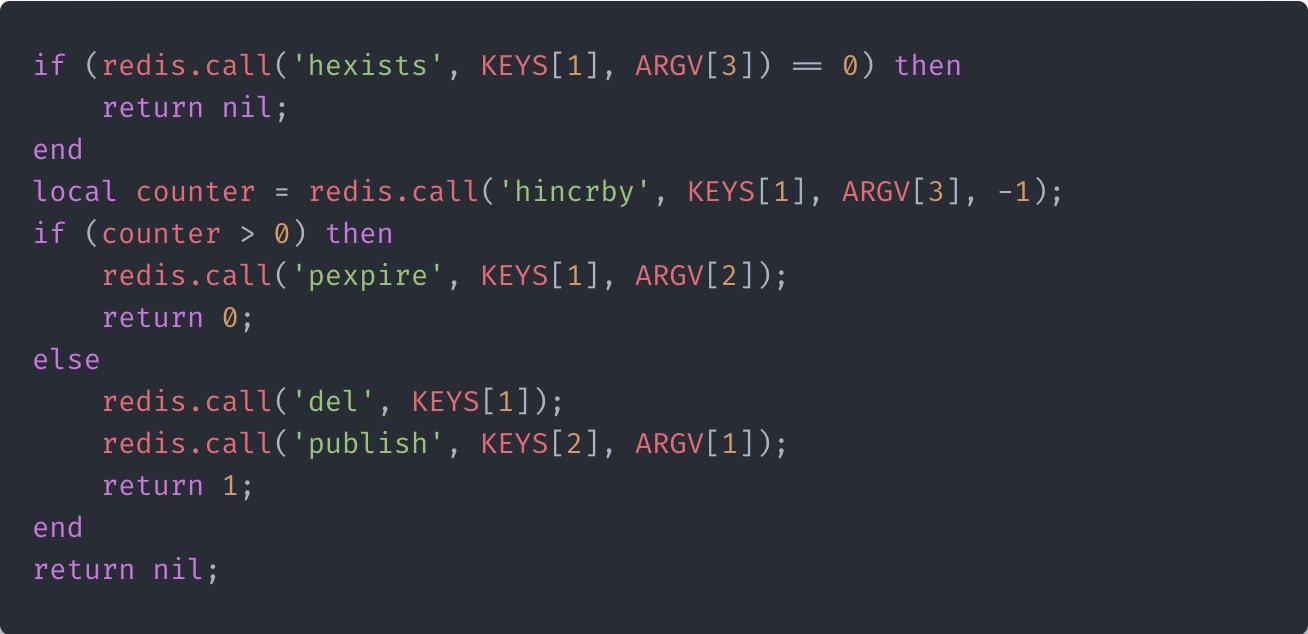 if (redis.call('hexists', KEYS[1], ARGV[3]) == 0) then
    return nil;
end
local counter = redis.call('hincrby', KEYS[1], ARGV[3], -1);
if (counter > 0) then
    redis.call('pexpire', KEYS[1], ARGV[2]);
    return 0;
else
    redis.call('del', KEYS[1]);
    redis.call('publish', KEYS[2], ARGV[1]);
    return 1;
end
return nil;